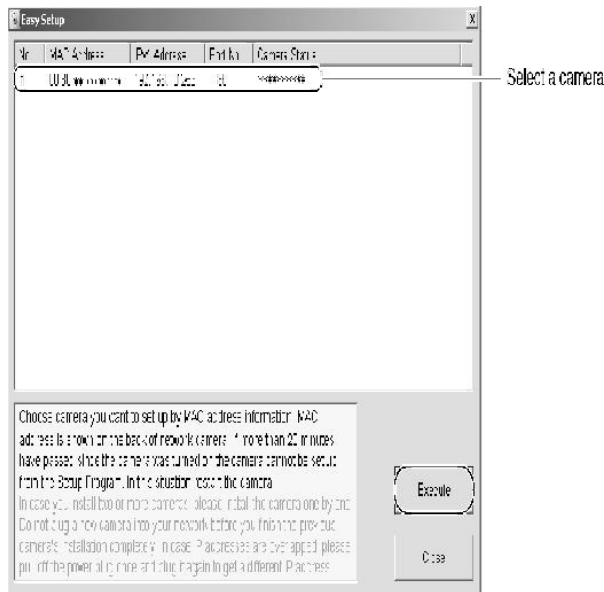 Easy Setup
No MAC Address IPv4 Address Port No Camera Status
1
Select a camera
Choose camera you want to set up by MAC address information. MAC
address is shown on the back of network camera. If more than 20 minutes
have passed since the camera was turned on the camera cannot be setup
from the Setup Program. In this situation restart the camera
In case you install two or more cameras, please install the camera one by one
Do not plug a new camera into your network before you finish the previous
camera's installation completely. In case IP addresses are overlapped, please
pull off the power plug once and plug it again to get a different IP address
Execute
Close